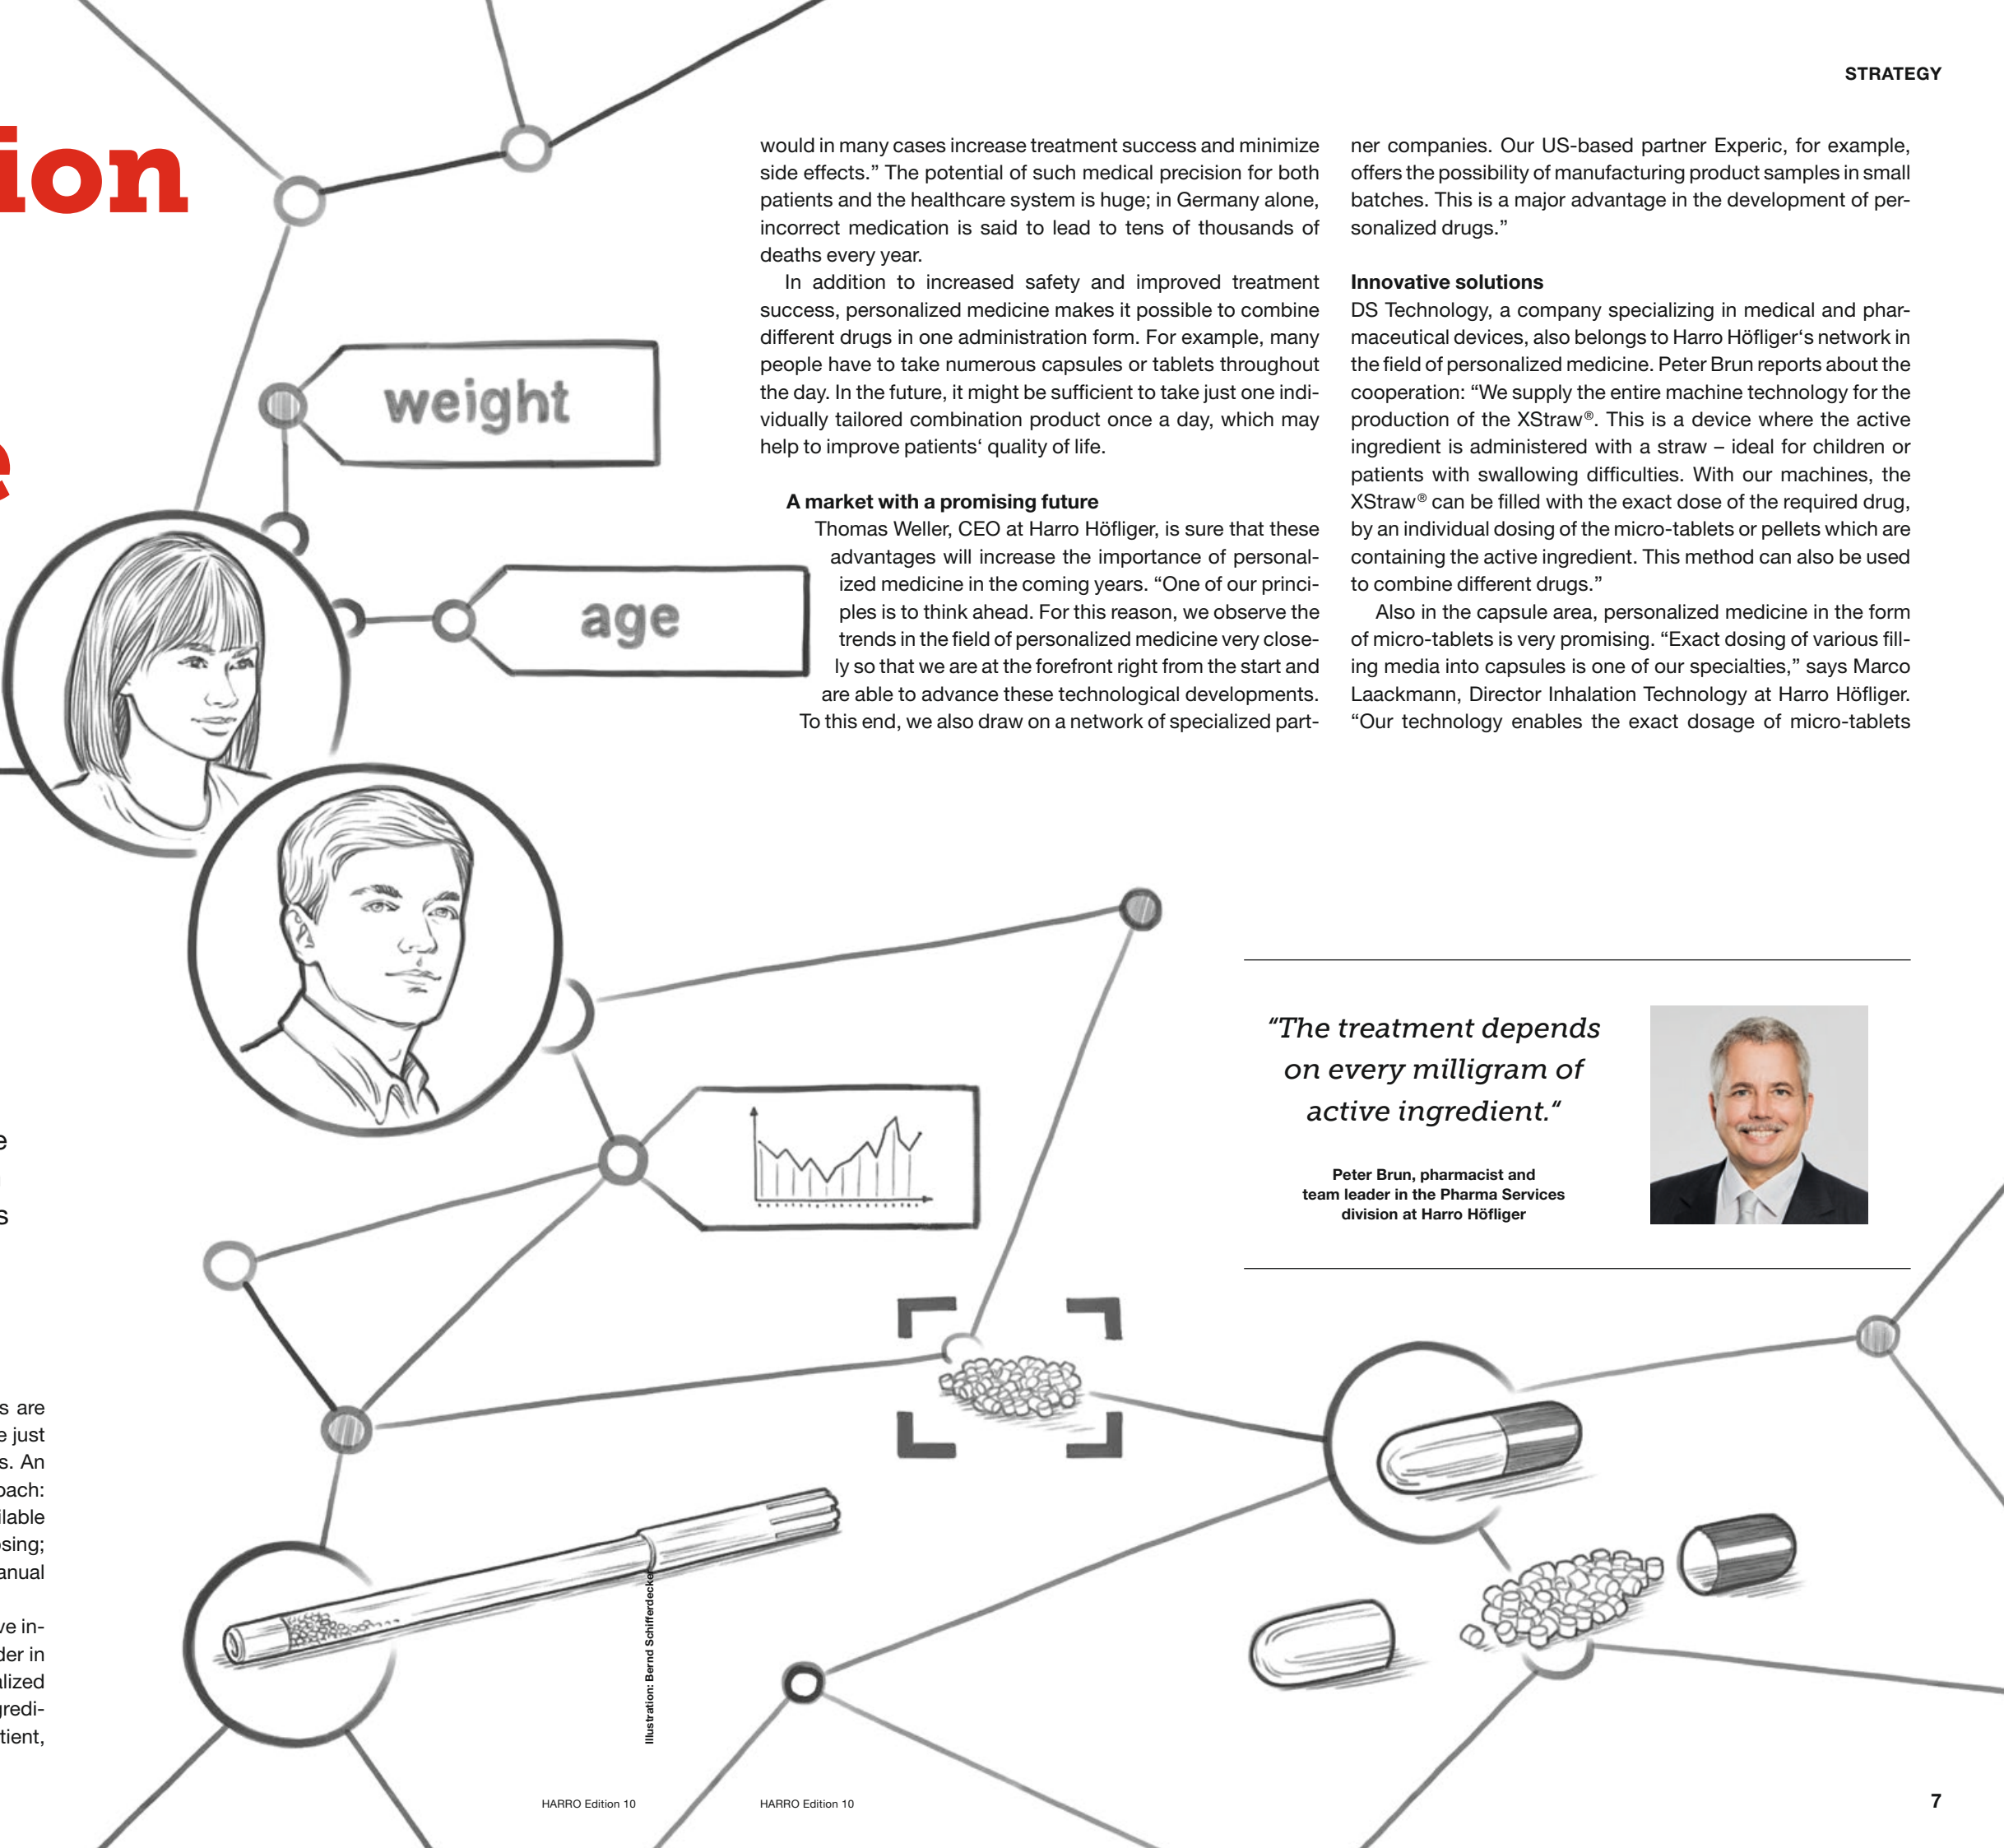 STRATEGY
ion
e
weight
age
e
s
s are
e just
s. An
oach:
ilable
osing;
anual
ve in-
der in
alized
gredi-
tient,
would in many cases increase treatment success and minimize
side effects.” The potential of such medical precision for both
patients and the healthcare system is huge; in Germany alone,
incorrect medication is said to lead to tens of thousands of
deaths every year.
In addition to increased safety and improved treatment
success, personalized medicine makes it possible to combine
different drugs in one administration form. For example, many
people have to take numerous capsules or tablets throughout
the day. In the future, it might be sufficient to take just one indi-
vidually tailored combination product once a day, which may
help to improve patients‘ quality of life.
A market with a promising future
Thomas Weller, CEO at Harro Höfliger, is sure that these
advantages will increase the importance of personal-
ized medicine in the coming years. “One of our princi-
ples is to think ahead. For this reason, we observe the
trends in the field of personalized medicine very close-
ly so that we are at the forefront right from the start and
are able to advance these technological developments.
To this end, we also draw on a network of specialized part-
ner companies. Our US-based partner Experic, for example,
offers the possibility of manufacturing product samples in small
batches. This is a major advantage in the development of per-
sonalized drugs.”
Innovative solutions
DS Technology, a company specializing in medical and phar-
maceutical devices, also belongs to Harro Höfliger‘s network in
the field of personalized medicine. Peter Brun reports about the
cooperation: “We supply the entire machine technology for the
production of the XStraw®. This is a device where the active
ingredient is administered with a straw – ideal for children or
patients with swallowing difficulties. With our machines, the
XStraw® can be filled with the exact dose of the required drug,
by an individual dosing of the micro-tablets or pellets which are
containing the active ingredient. This method can also be used
to combine different drugs.”
Also in the capsule area, personalized medicine in the form
of micro-tablets is very promising. “Exact dosing of various fill-
ing media into capsules is one of our specialties,” says Marco
Laackmann, Director Inhalation Technology at Harro Höfliger.
“Our technology enables the exact dosage of micro-tablets
“The treatment depends
on every milligram of
active ingredient.“
Peter Brun, pharmacist and
team leader in the Pharma Services
division at Harro Höfliger
Illustration: Bernd Schifferdecker
HARRO Edition 10
HARRO Edition 10
7